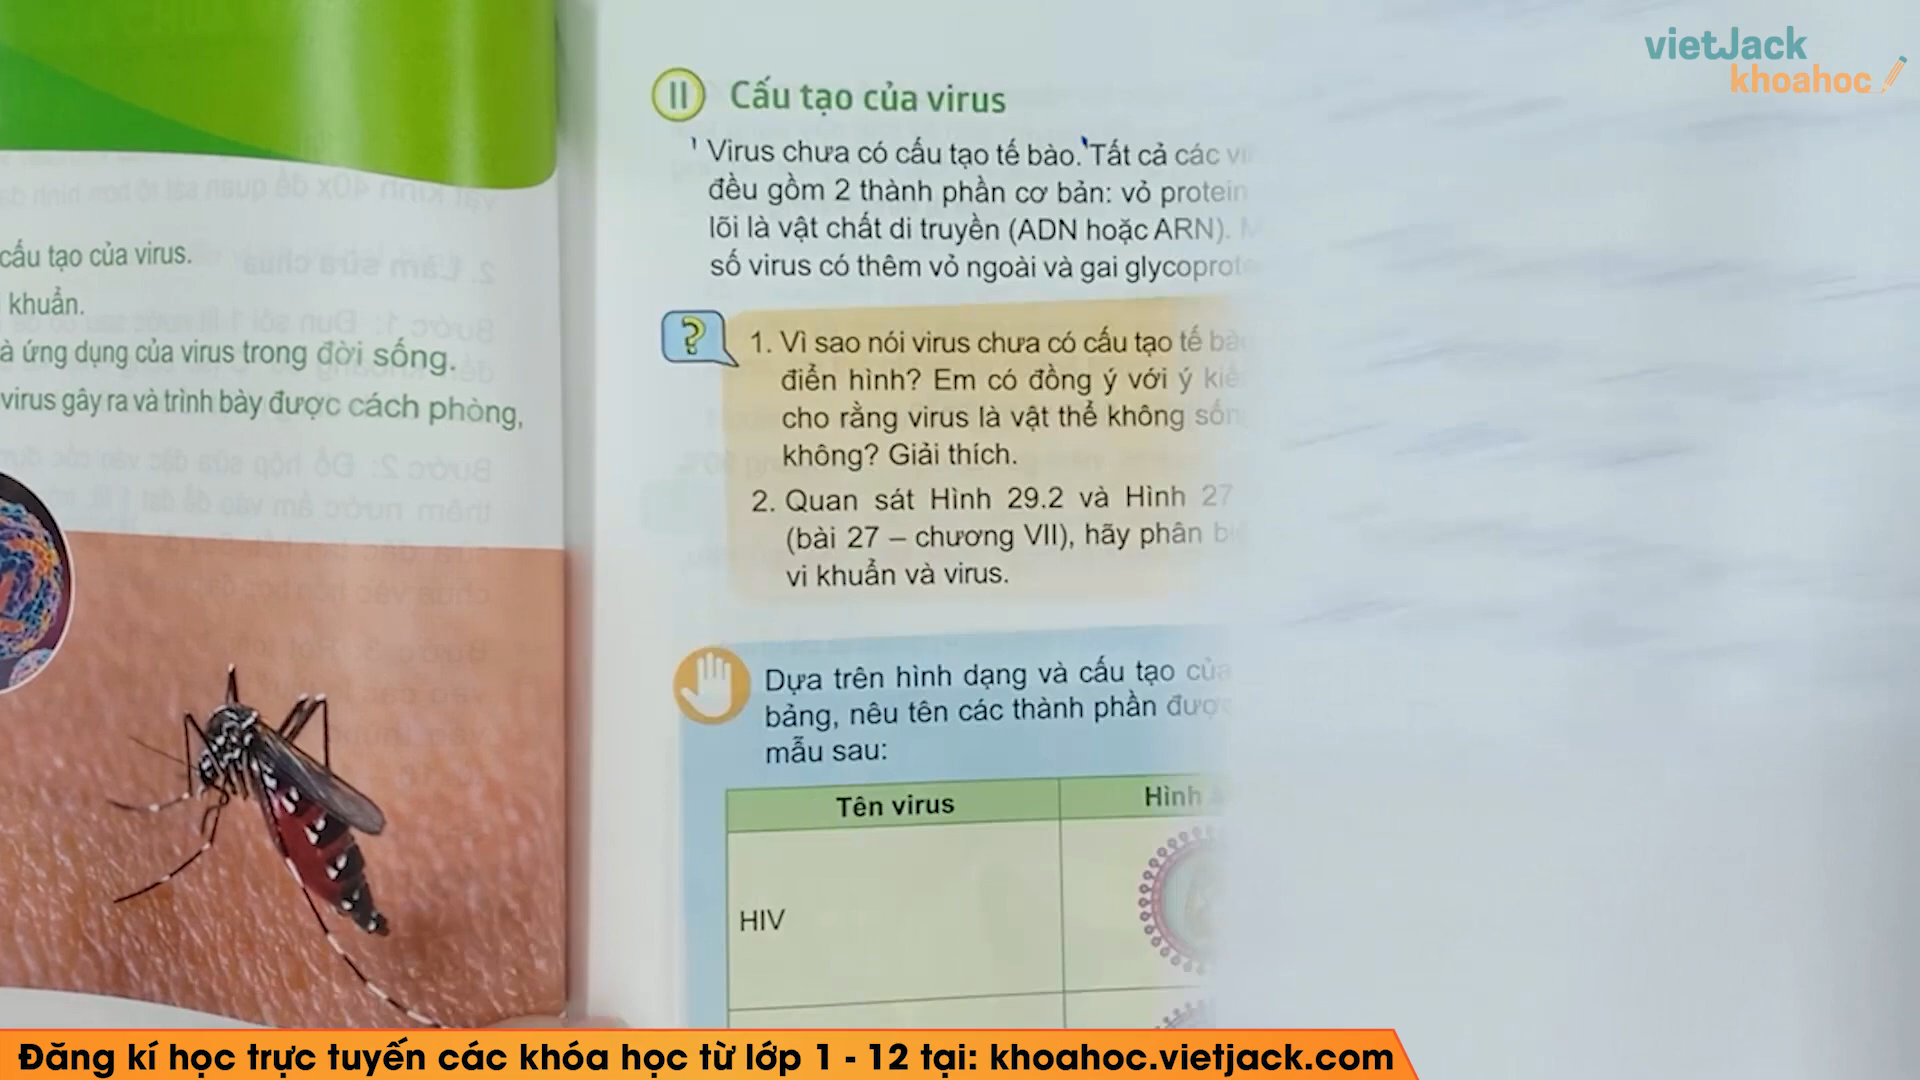 vietJack
khoahoc
II Cấu tạo của virus
Virus chưa có cấu tạo tế bào. Tất cả các
đều gồm 2 thành phần cơ bản: vỏ protein
lõi là vật chất di truyền (ADN hoặc ARN).
số virus có thêm vỏ ngoài và gai
cấu tạo của virus.
khuẩn.
à ứng dụng của virus trong đời sống.
virus gây ra và trình bày được cách phòng,
?
1. Vì sao nói virus chưa có cấu tạo tế
điển hình? Em có đồng ý với ý
cho rằng virus là vật thể không
không? Giải thích.
2. Quan sát Hình 29.2 và Hình 27
(bài 27 – chương VII), hãy phân
vi khuẩn và virus.
Dựa trên hình dạng và cấu tạo của
bảng, nêu tên các thành phần
mẫu sau:
Tên virus
Hình
HIV
Đăng kí học trực tuyến các khóa học từ lớp 1 - 12 tại: khoahoc.vietjack.com